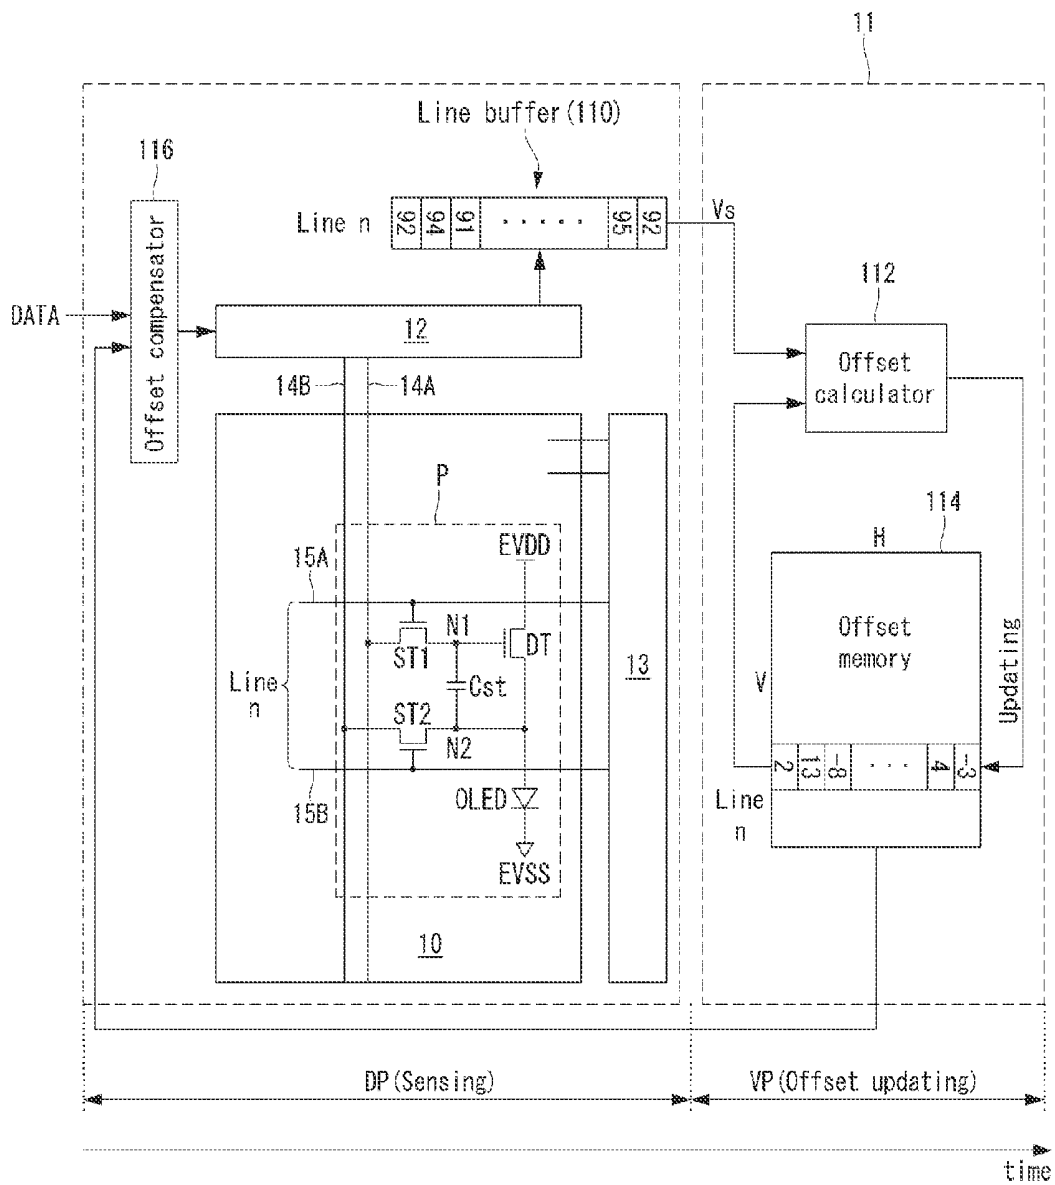 11
Line buffer(110)
116
Line n
92 94 91 · · · · · 95 92
Vs
112
DATA
Offset compensator
12
Offset
calculator
14B
14A
P
114
EVDD
H
15A
N1
DT
ST1
Offset
memory
13
Line
n
Cst
V
Updating
ST2
N2
2 13 -8 · · · 4 -3
15B
OLED
Line
n
EVSS
10
DP(Sensing)
VP(Offset updating)
time